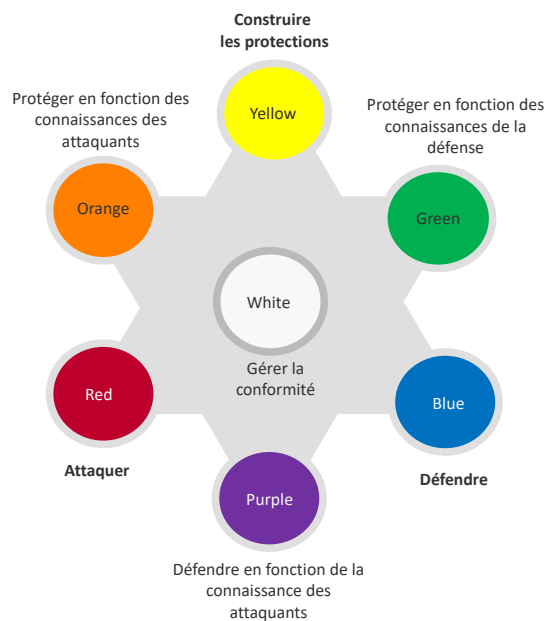 Construire
les protections
Yellow
Protéger en fonction des
connaissances des
attaquants
Orange
Protéger en fonction des
connaissances de la
défense
Green
White
Gérer la
conformité
Red
Attaquer
Blue
Défendre
Purple
Défendre en fonction de la
connaissance des
attaquants